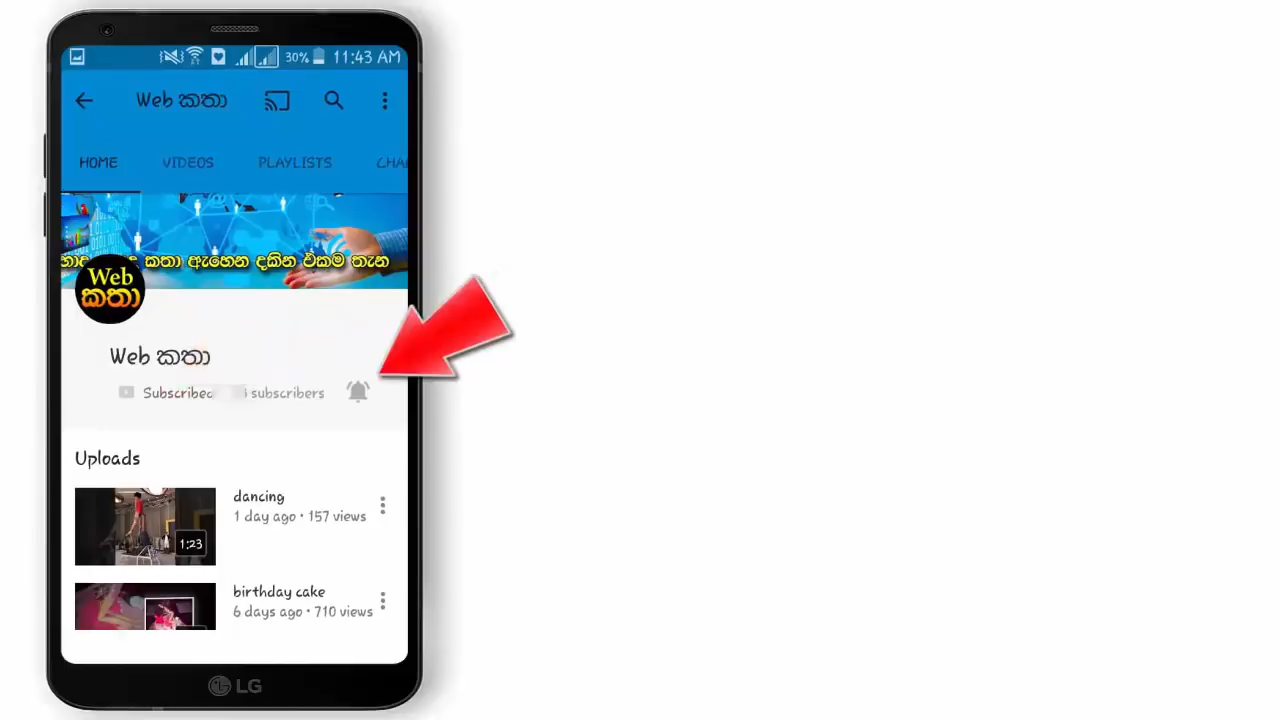 30% 11:43 AM
Web කතා
HOME VIDEOS PLAYLISTS
කතා ඇහෙන දකින එකම තැන
Web
කතා
Web කතා
Subscribed subscribers
Uploads
dancing
1 day ago • 157 views
1:23
birthday cake
6 days ago • 710 views
LG